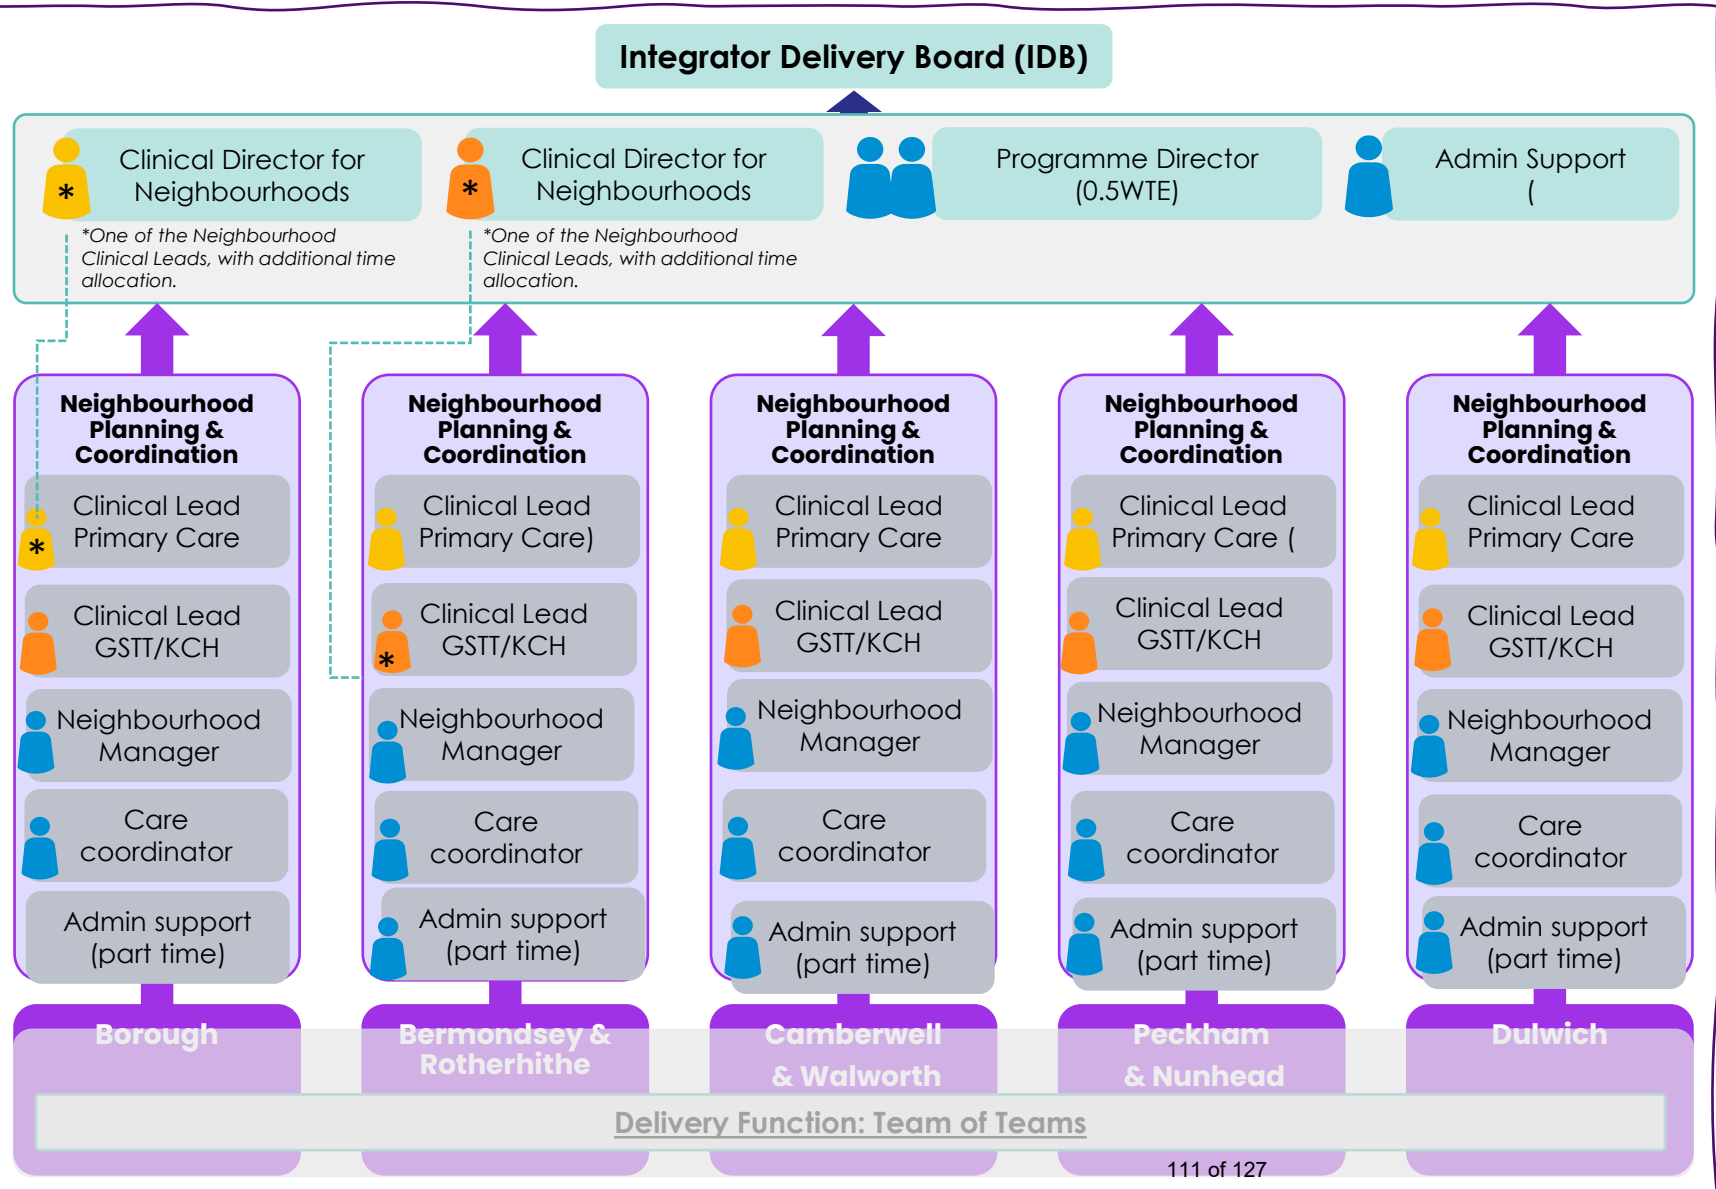 Integrator Delivery Board (IDB)
Clinical Director for
Neighbourhoods
*
*One of the Neighbourhood
Clinical Leads, with additional time
allocation.
Clinical Director for
Neighbourhoods
*
*One of the Neighbourhood
Clinical Leads, with additional time
allocation.
Programme Director
(0.5WTE)
Admin Support
(
Neighbourhood
Planning &
Coordination
Clinical Lead
Primary Care
*
Clinical Lead
GSTT/KCH
Neighbourhood
Manager
Care
coordinator
Admin support
(part time)
Borough
Neighbourhood
Planning &
Coordination
Clinical Lead
Primary Care)
Clinical Lead
GSTT/KCH
*
Neighbourhood
Manager
Care
coordinator
Admin support
(part time)
Bermondsey &
Rotherhithe
Neighbourhood
Planning &
Coordination
Clinical Lead
Primary Care
Clinical Lead
GSTT/KCH
Neighbourhood
Manager
Care
coordinator
Admin support
(part time)
Camberwell
& Walworth
Neighbourhood
Planning &
Coordination
Clinical Lead
Primary Care (
Clinical Lead
GSTT/KCH
Neighbourhood
Manager
Care
coordinator
Admin support
(part time)
Peckham
& Nunhead
Neighbourhood
Planning &
Coordination
Clinical Lead
Primary Care
Clinical Lead
GSTT/KCH
Neighbourhood
Manager
Care
coordinator
Admin support
(part time)
Dulwich
Delivery Function: Team of Teams
111 of 127